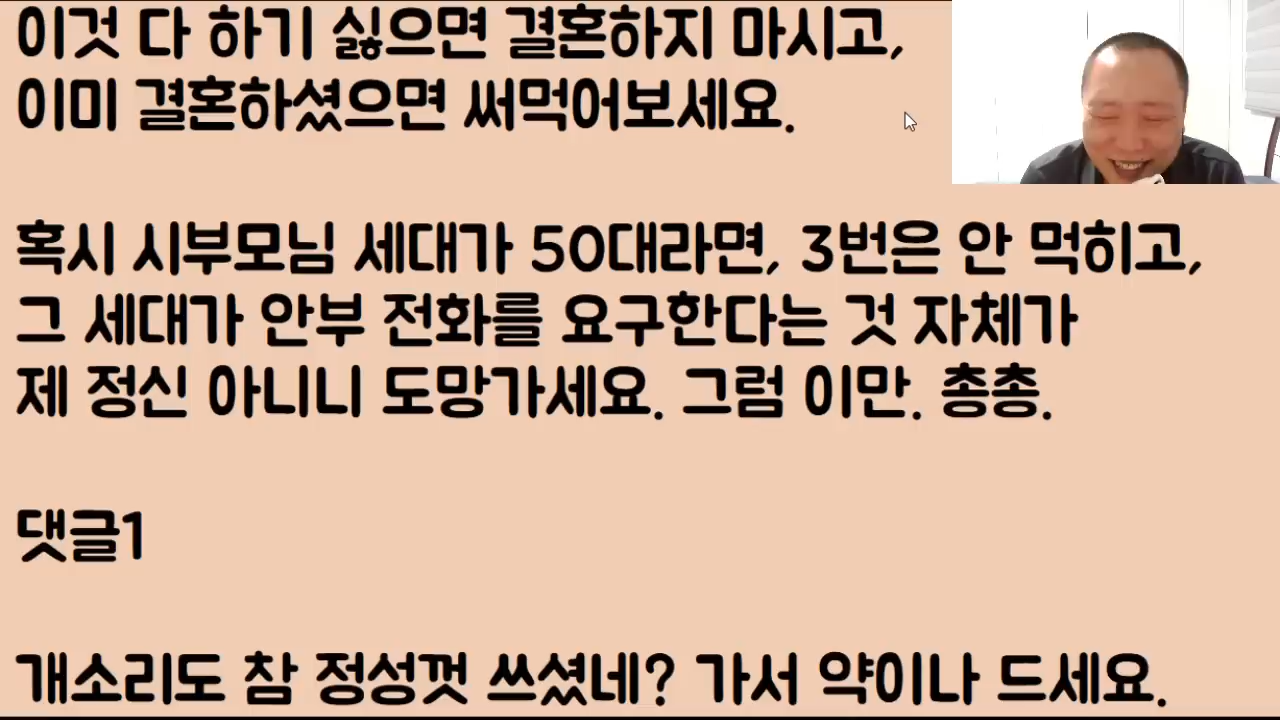 이것 다 하기 싫으면 결혼하지 마시고,
이미 결혼하셨으면 써먹어보세요.
혹시 시부모님 세대가 50대라면, 3번은 안 먹히고,
그 세대가 안부 전화를 요구한다는 것 자체가
제 정신 아니니 도망가세요. 그럼 이만. 총총.
댓글1
개소리도 참 정성껏 쓰셨네? 가서 약이나 드세요.